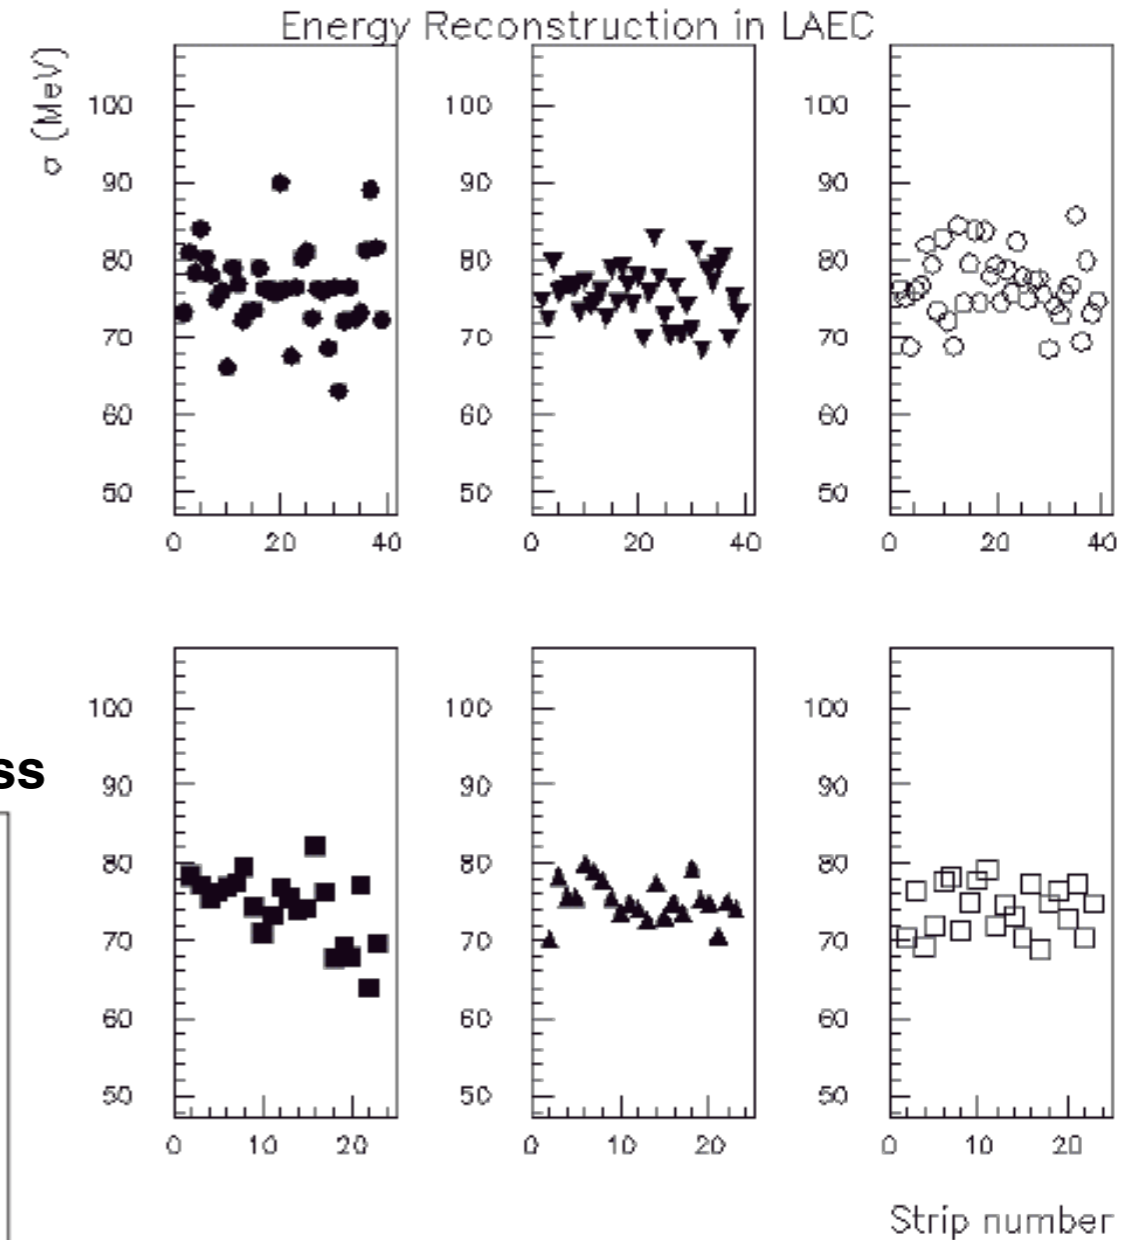 Energy Reconstruction in LAEC
σ (MeV)
100 100 100
90 90 90
80 80 80
70 70 70
60 60 60
50 50 50
0 20 40 0 20 40 0 20 40
100 100 100
ss
90 90 90
80 80 80
70 70 70
60 60 60
50 50 50
0 10 20 0 10 20 0 10 20
Strip number